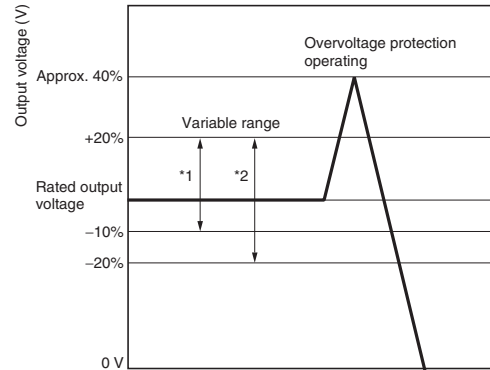 Output voltage (V)
Overvoltage protection
operating
Approx. 40%
+20%
Variable range
*1
*2
Rated output
voltage
−10%
−20%
0 V